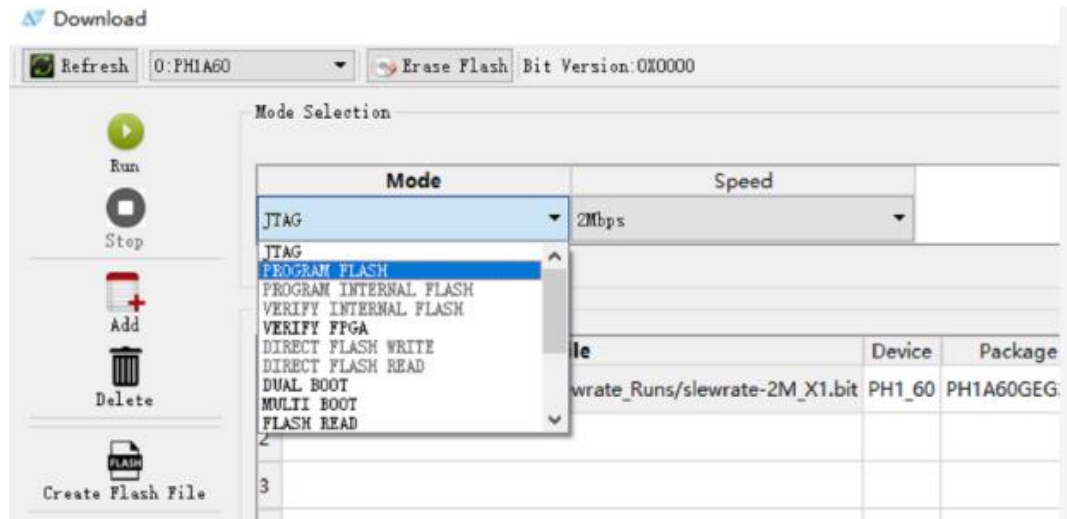 Download
Refresh 0:PH1A60 Erase Flash Bit Version:0X0000
Mode Selection
Run
Mode Speed
JTAG 2Mbps
Stop
JTAG
PROGRAM FLASH
PROGRAM INTERNAL FLASH
VERIFY INTERNAL FLASH
VERIFY FPGA
DIRECT FLASH WRITE
DIRECT FLASH READ
DUAL BOOT
MULTI BOOT
FLASH READ
Add
Device Package
wrate_Runs/slewrate-2M_X1.bit PH1_60 PH1A60GEG
Delete
2
Create Flash File
3